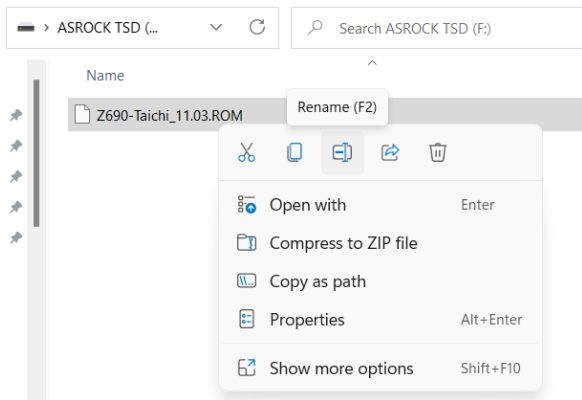 ASROCK TSD (...
Search ASROCK TSD (F:)
Name
Rename (F2)
Z690-Taichi_11.03.ROM
Open with Enter
Compress to ZIP file
Copy as path
Properties Alt+Enter
Show more options Shift+F10